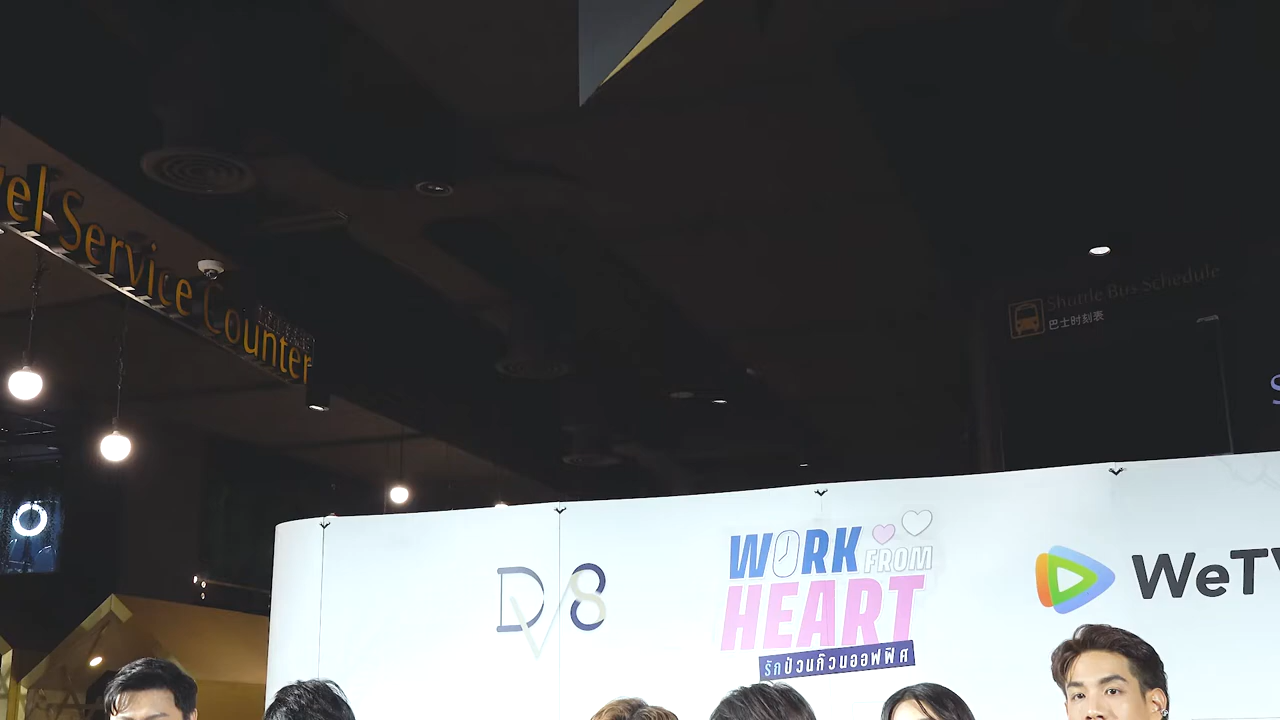 el Service Counter
Shuttle Bus Schedule
巴士时刻表
DV8
WORK
FROM
HEART
รักป่วนก๊วนออฟฟิศ
WeTV